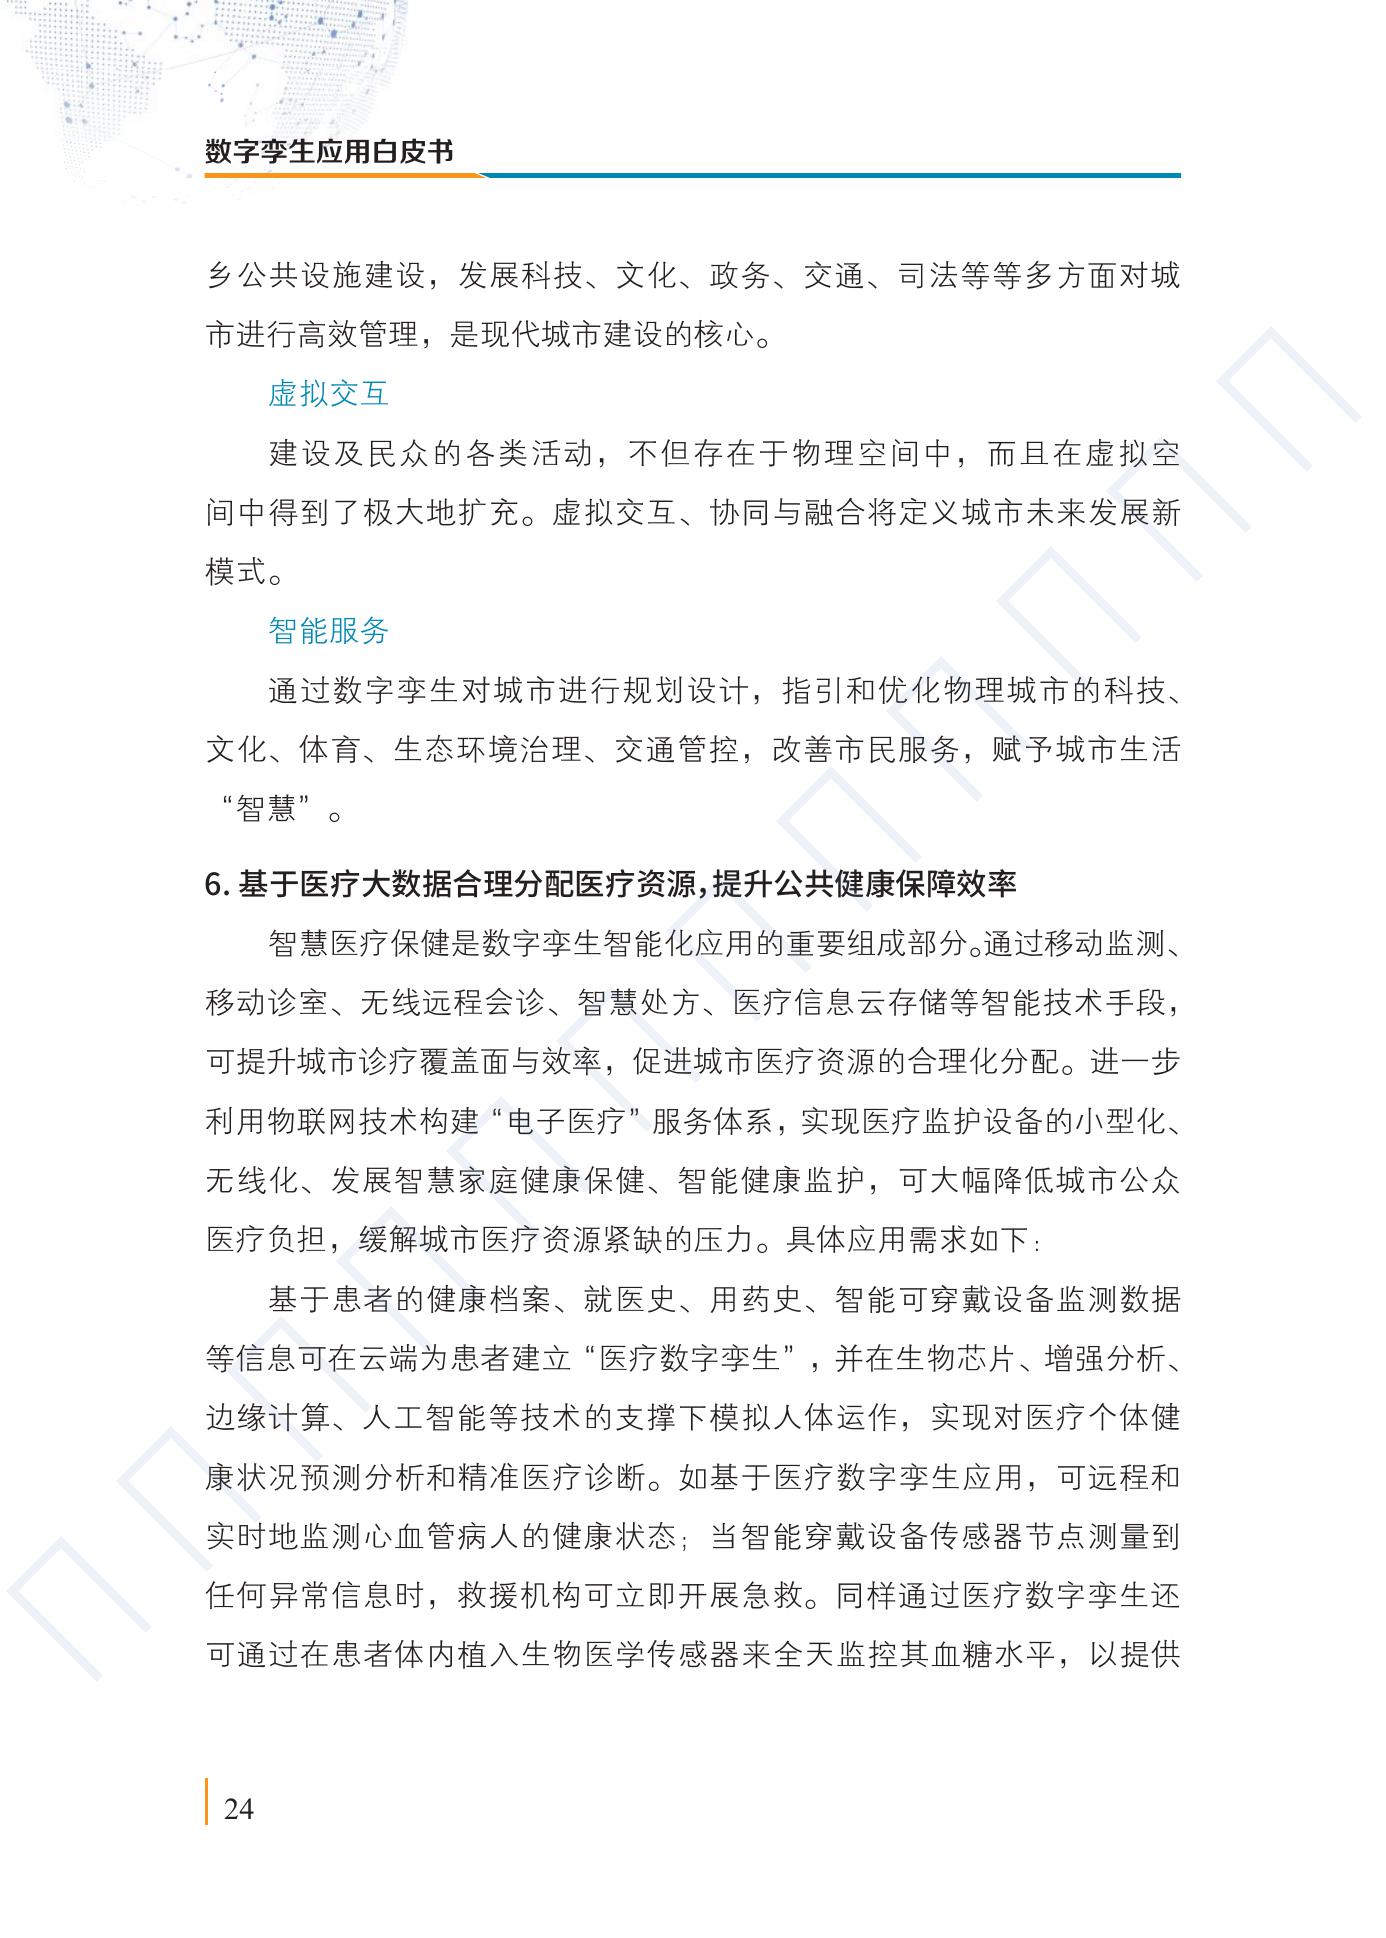 数字孪生应用白皮书
乡公共设施建设，发展科技、文化、政务、交通、司法等等多方面对城
市进行高效管理，是现代城市建设的核心。
虚拟交互
建设及民众的各类活动，不但存在于物理空间中，而且在虚拟空
间中得到了极大地扩充。虚拟交互、协同与融合将定义城市未来发展新
模式。
智能服务
通过数字孪生对城市进行规划设计，指引和优化物理城市的科技、
文化、体育、生态环境治理、交通管控，改善市民服务，赋予城市生活
“智慧”。
6. 基于医疗大数据合理分配医疗资源，提升公共健康保障效率
智慧医疗保健是数字孪生智能化应用的重要组成部分。通过移动监测、
移动诊室、无线远程会诊、智慧处方、医疗信息云存储等智能技术手段，
可提升城市诊疗覆盖面与效率，促进城市医疗资源的合理化分配。进一步
利用物联网技术构建“电子医疗”服务体系，实现医疗监护设备的小型化、
无线化、发展智慧家庭健康保健、智能健康监护，可大幅降低城市公众
医疗负担，缓解城市医疗资源紧缺的压力。具体应用需求如下：
基于患者的健康档案、就医史、用药史、智能可穿戴设备监测数据
等信息可在云端为患者建立“医疗数字孪生”，并在生物芯片、增强分析、
边缘计算、人工智能等技术的支撑下模拟人体运作，实现对医疗个体健
康状况预测分析和精准医疗诊断。如基于医疗数字孪生应用，可远程和
实时地监测心血管病人的健康状态；当智能穿戴设备传感器节点测量到
任何异常信息时，救援机构可立即开展急救。同样通过医疗数字孪生还
可通过在患者体内植入生物医学传感器来全天监控其血糖水平，以提供
24